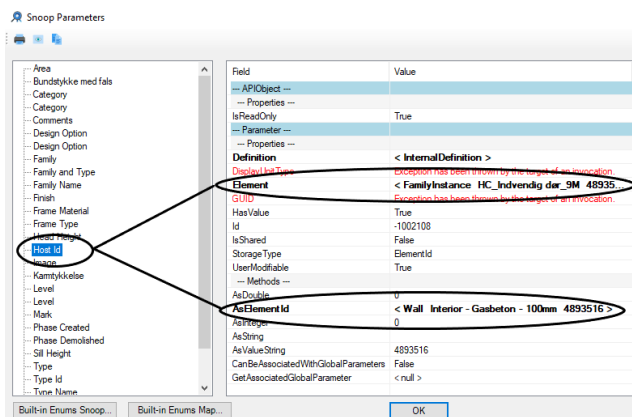 Snoop Parameters
Area
Bundstykke med fals
Category
Category
Comments
Design Option
Design Option
Family
Family and Type
Family Name
Finish
Frame Material
Frame Type
Head Height
Host Id
Image
Karmtykkelse
Level
Level
Mark
Phase Created
Phase Demolished
Sill Height
Type
Type Id
Type Name
Field Value
--- APIObject ---
--- Properties ---
IsReadOnly True
--- Parameter ---
--- Properties ---
Definition < InternalDefinition >
DisplayUnitType Exception has been thrown by the target of an invocation.
Element < FamilyInstance HC_Indvendig dør_9M 48935...
GUID Exception has been thrown by the target of an invocation.
HasValue True
Id -1002108
IsShared False
StorageType ElementId
UserModifiable True
--- Methods ---
AsDouble 0
AsElementId < Wall Interior - Gasbeton - 100mm 4893516 >
AsInteger 0
AsString
AsValueString 4893516
CanBeAssociatedWithGlobalParameters False
GetAssociatedGlobalParameter < null >
Built-in Enums Snoop... Built-in Enums Map... OK